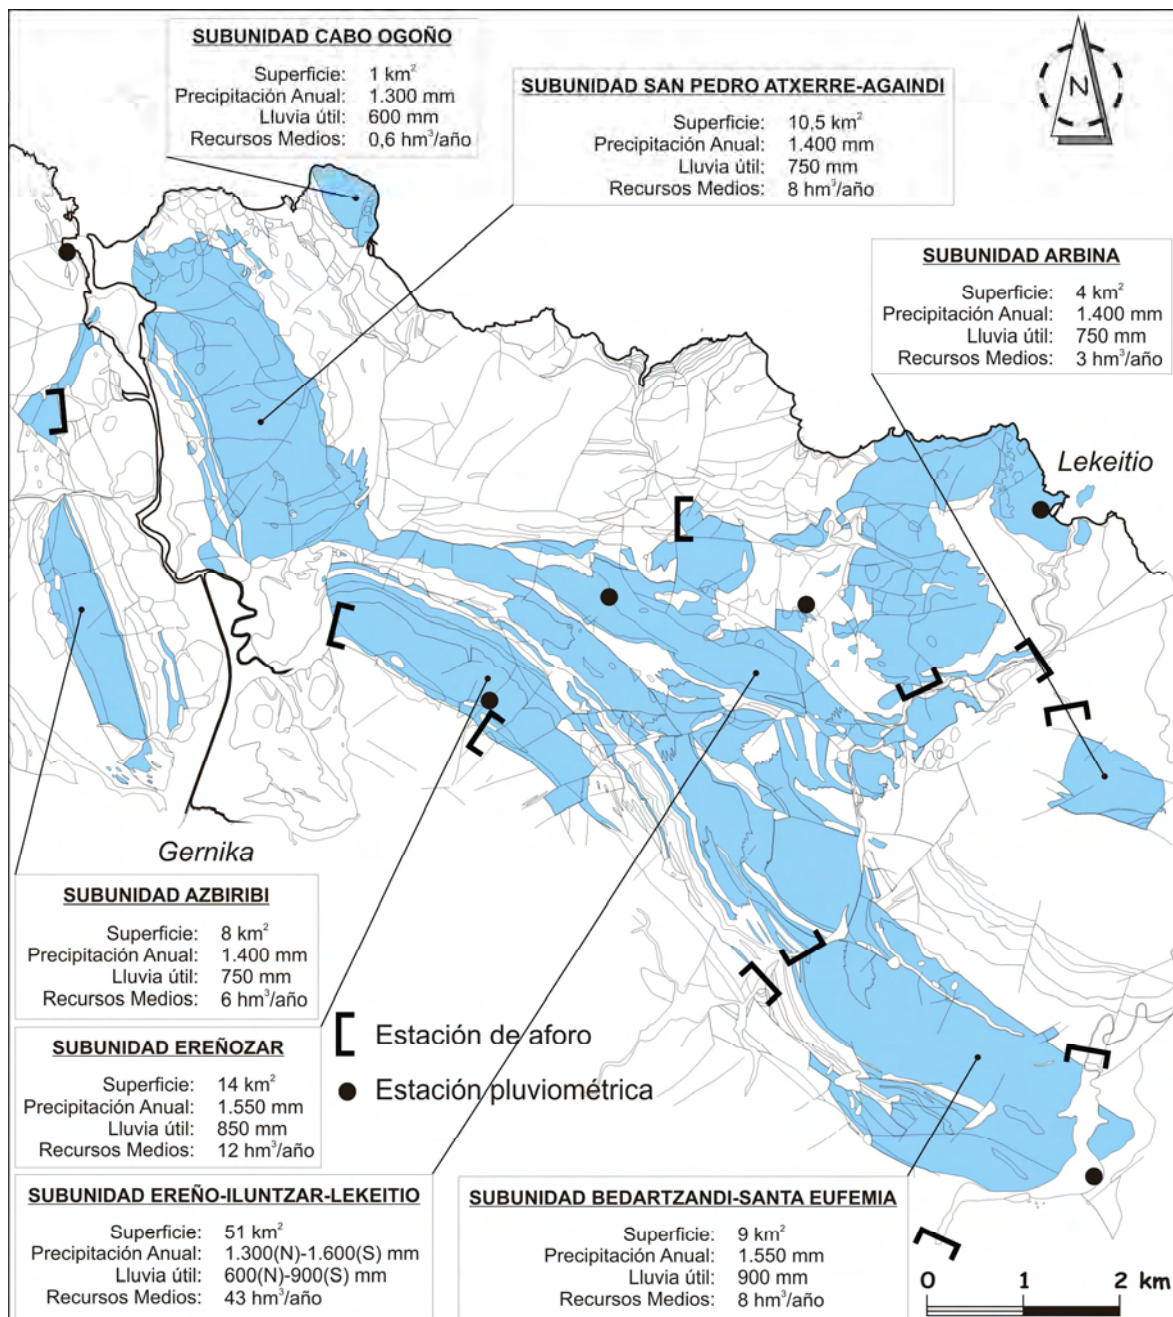 SUBUNIDAD CABO OGOÑO
Superficie: 1 km²
Precipitación Anual: 1.300 mm
Lluvia útil: 600 mm
Recursos Medios: 0,6 hm³/año
SUBUNIDAD SAN PEDRO ATXERRE-AGAINDI
Superficie: 10,5 km²
Precipitación Anual: 1.400 mm
Lluvia útil: 750 mm
Recursos Medios: 8 hm³/año
N
SUBUNIDAD ARBINA
Superficie: 4 km²
Precipitación Anual: 1.400 mm
Lluvia útil: 750 mm
Recursos Medios: 3 hm³/año
Lekeitio
Gernika
SUBUNIDAD AZBIRIBI
Superficie: 8 km²
Precipitación Anual: 1.400 mm
Lluvia útil: 750 mm
Recursos Medios: 6 hm³/año
SUBUNIDAD EREÑOZAR
Superficie: 14 km²
Precipitación Anual: 1.550 mm
Lluvia útil: 850 mm
Recursos Medios: 12 hm³/año
Estación de aforo
Estación pluviométrica
SUBUNIDAD EREÑO-ILUNTZAR-LEKEITIO
Superficie: 51 km²
Precipitación Anual: 1.300(N)-1.600(S) mm
Lluvia útil: 600(N)-900(S) mm
Recursos Medios: 43 hm³/año
SUBUNIDAD BEDARTZANDI-SANTA EUFEMIA
Superficie: 9 km²
Precipitación Anual: 1.550 mm
Lluvia útil: 900 mm
Recursos Medios: 8 hm³/año
0 1 2 km